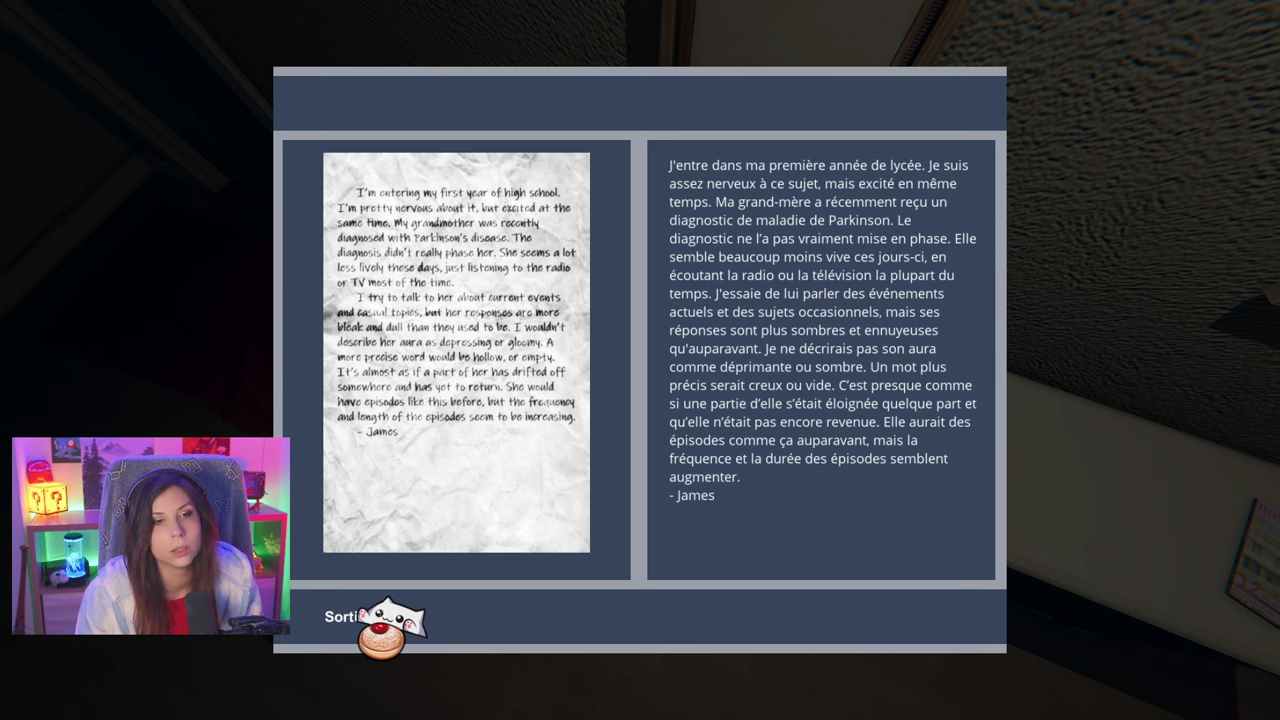 I'm entering my first year of high school.
I'm pretty nervous about it, but excited at the
same time. My grandmother was recently
diagnosed with Parkinson's disease. The
diagnosis didn't really phase her. She seems a lot
less lively these days, just listening to the radio
or TV most of the time.
I try to talk to her about current events
and casual topics, but her responses are more
bleak and dull than they used to be. I wouldn't
describe her aura as depressing or gloomy. A
more precise word would be hollow, or empty.
It's almost as if a part of her has drifted off
somewhere and has yet to return. She would
have episodes like this before, but the frequency
and length of the episodes seem to be increasing.
- James
J'entre dans ma première année de lycée. Je suis
assez nerveux à ce sujet, mais excité en même
temps. Ma grand-mère a récemment reçu un
diagnostic de maladie de Parkinson. Le
diagnostic ne l'a pas vraiment mise en phase. Elle
semble beaucoup moins vive ces jours-ci, en
écoutant la radio ou la télévision la plupart du
temps. J'essaie de lui parler des événements
actuels et des sujets occasionnels, mais ses
réponses sont plus sombres et ennuyeuses
qu'auparavant. Je ne décrirais pas son aura
comme déprimante ou sombre. Un mot plus
précis serait creux ou vide. C'est presque comme
si une partie d'elle s'était éloignée quelque part et
qu'elle n'était pas encore revenue. Elle aurait des
épisodes comme ça auparavant, mais la
fréquence et la durée des épisodes semblent
augmenter.
- James
Sorti